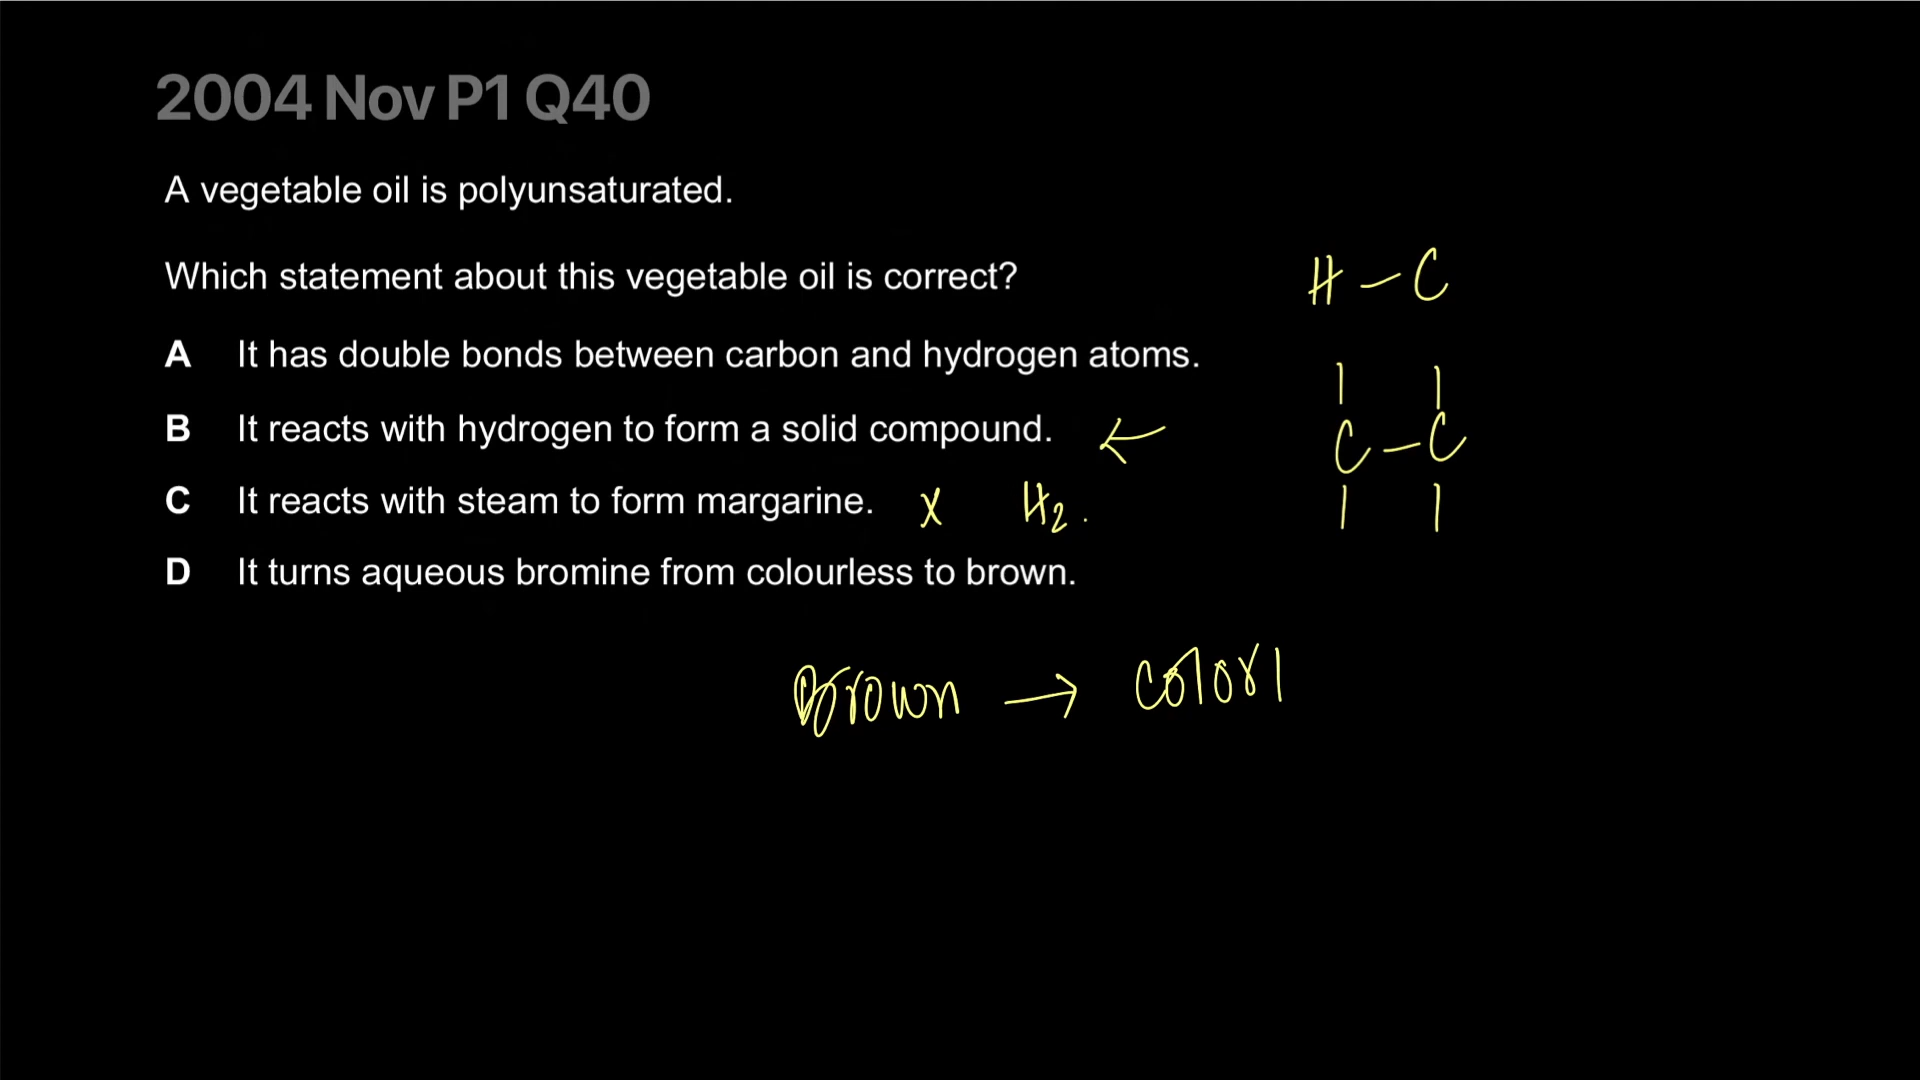 2004 Nov P1 Q40
A vegetable oil is polyunsaturated.
Which statement about this vegetable oil is correct?
H – C
A It has double bonds between carbon and hydrogen atoms.
B It reacts with hydrogen to form a solid compound. ←
C – C
C It reacts with steam to form margarine. x H₂.
D It turns aqueous bromine from colourless to brown.
Brown → colorl